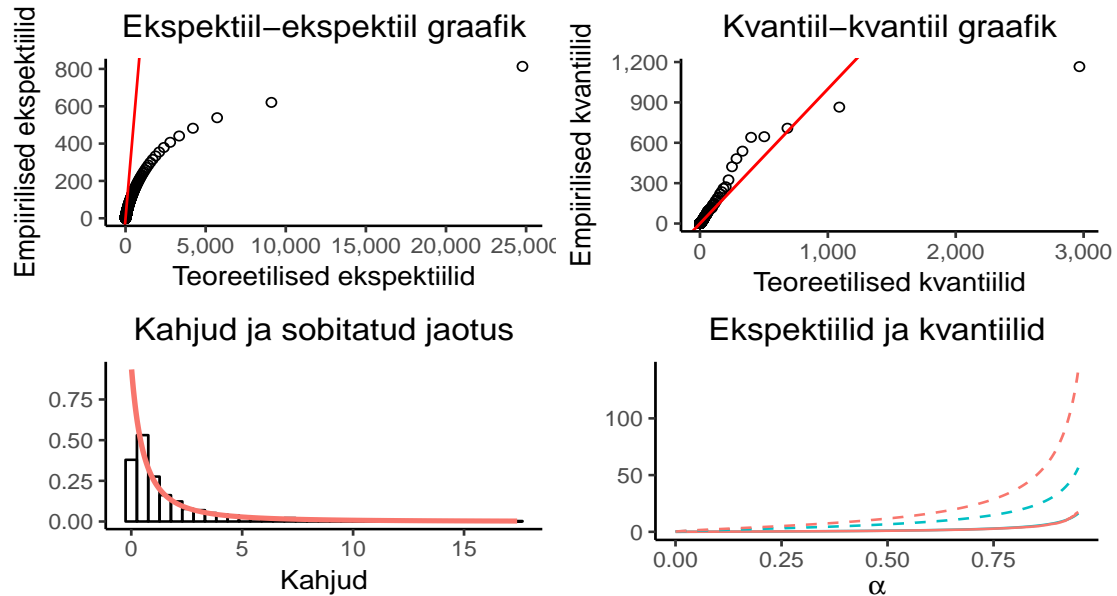 Ekspektiil−ekspektiil graafik
Empiirilised ekspektiilid
800
600
400
200
0
0 5,000 10,000 15,000 20,000 25,000
Teoreetilised ekspektiilid
Kvantiil−kvantiil graafik
Empiirilised kvantiilid
1,200
900
600
300
0
0 1,000 2,000 3,000
Teoreetilised kvantiilid
Kahjud ja sobitatud jaotus
0.75
0.50
0.25
0.00
0 5 10 15
Kahjud
Ekspektiilid ja kvantiilid
100
50
0
0.00 0.25 0.50 0.75
α